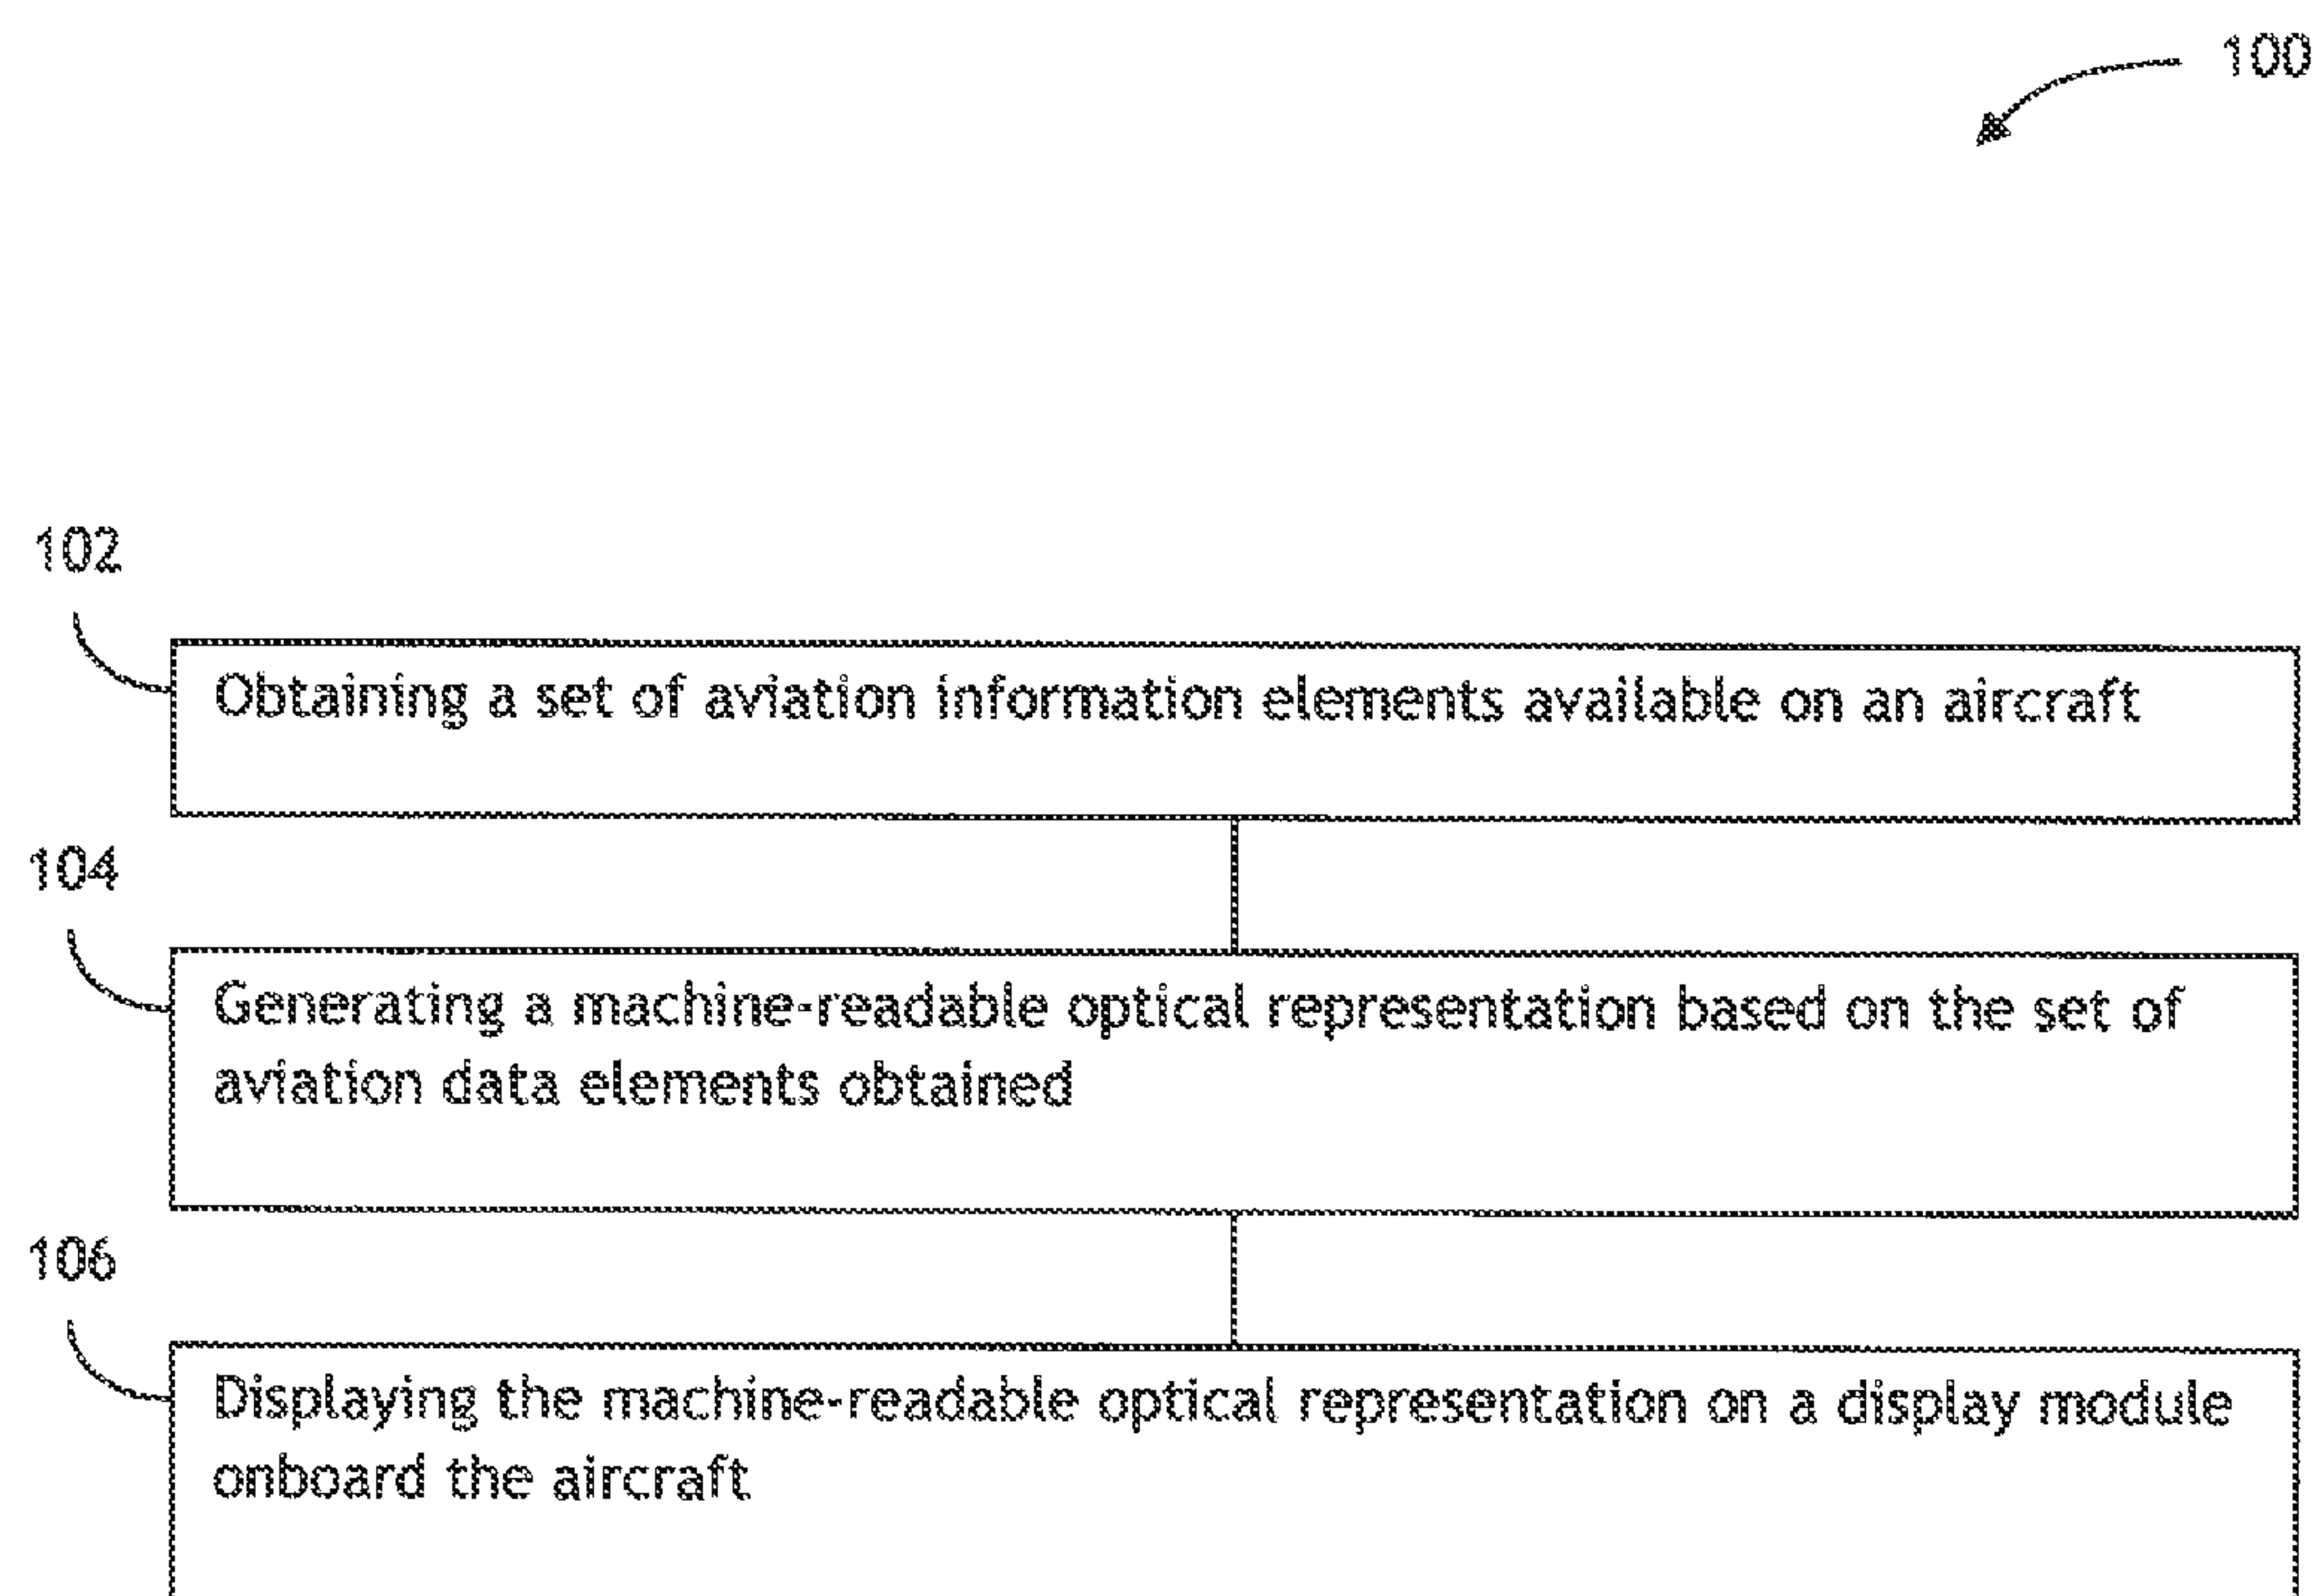 100
102
Obtaining a set of aviation information elements available on an aircraft
104
Generating a machine-readable optical representation based on the set of
aviation data elements obtained
106
Displaying the machine-readable optical representation on a display module
onboard the aircraft